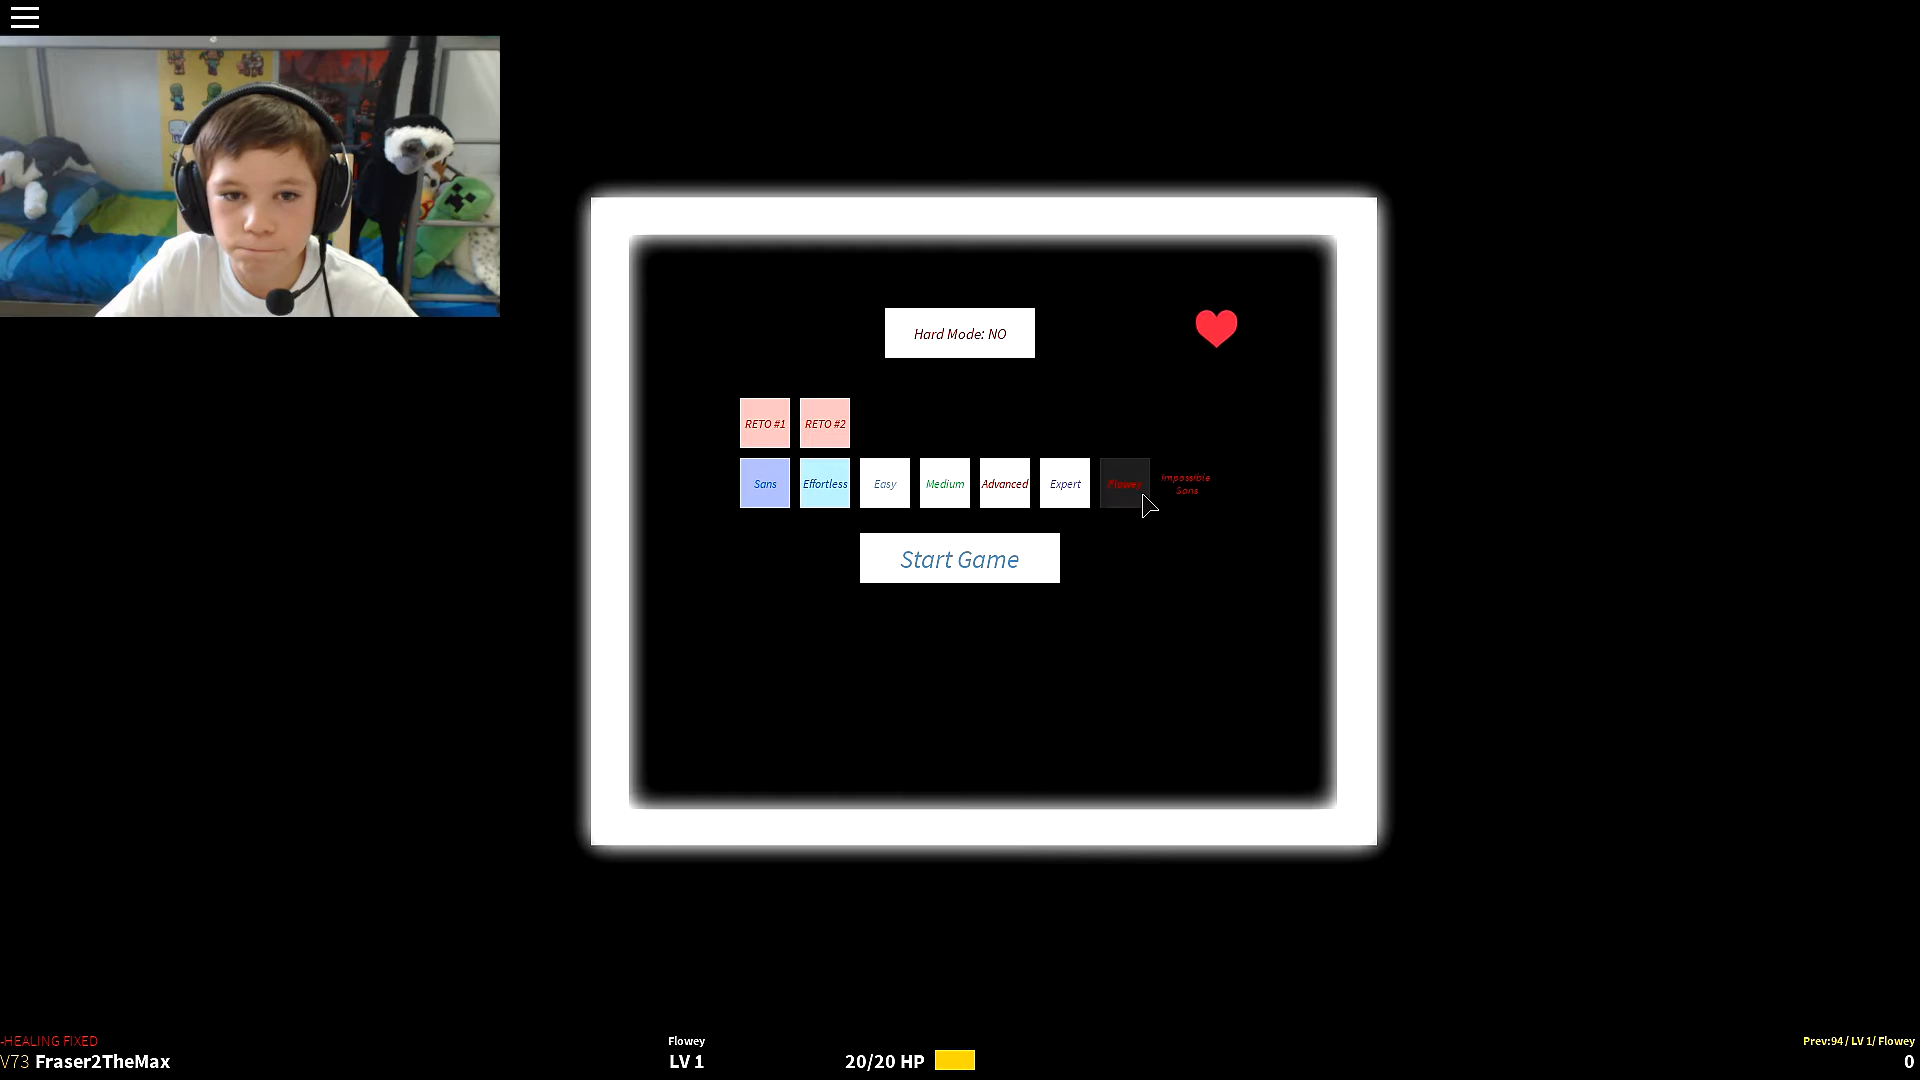 Hard Mode: NO
RETO #1
RETO #2
Sans
Effortless
Easy
Medium
Advanced
Expert
Flowey
Impossible
Sans
Start Game
-HEALING FIXED
V73 Fraser2TheMax
Flowey
LV 1
20/20 HP
Prev:94 / LV 1/ Flowey
0